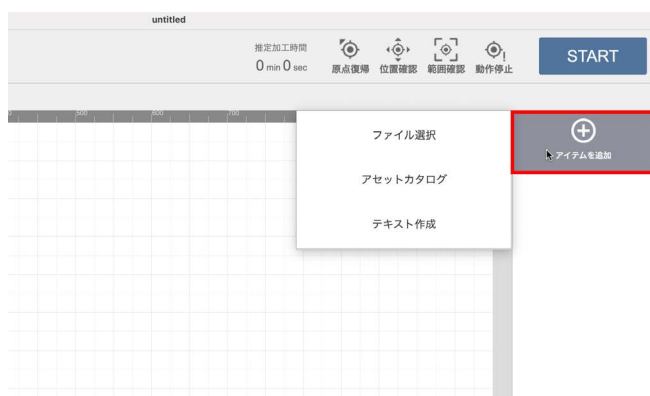 untitled
推定加工時間
0 min 0 sec
原点復帰
位置確認
範囲確認
動作停止
START
500
600
700
ファイル選択
アセットカタログ
テキスト作成
アイテムを追加